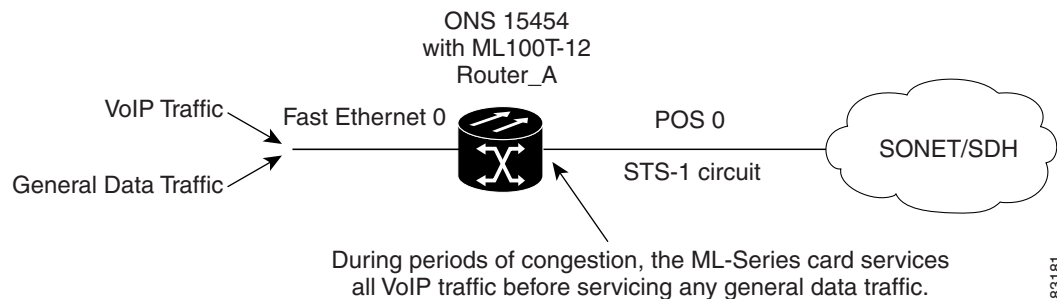 ONS 15454
with ML100T-12
Router_A
VoIP Traffic
Fast Ethernet 0
POS 0
General Data Traffic
STS-1 circuit
SONET/SDH
During periods of congestion, the ML-Series card services
all VoIP traffic before servicing any general data traffic.
83181